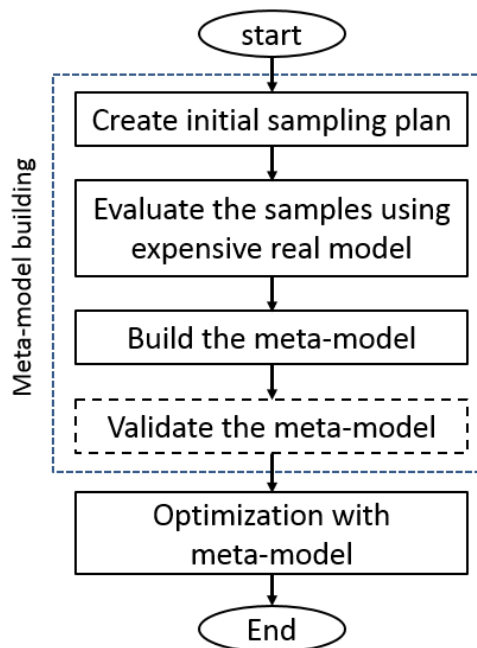 start
Meta-model building
Create initial sampling plan
Evaluate the samples using
expensive real model
Build the meta-model
Validate the meta-model
Optimization with
meta-model
End